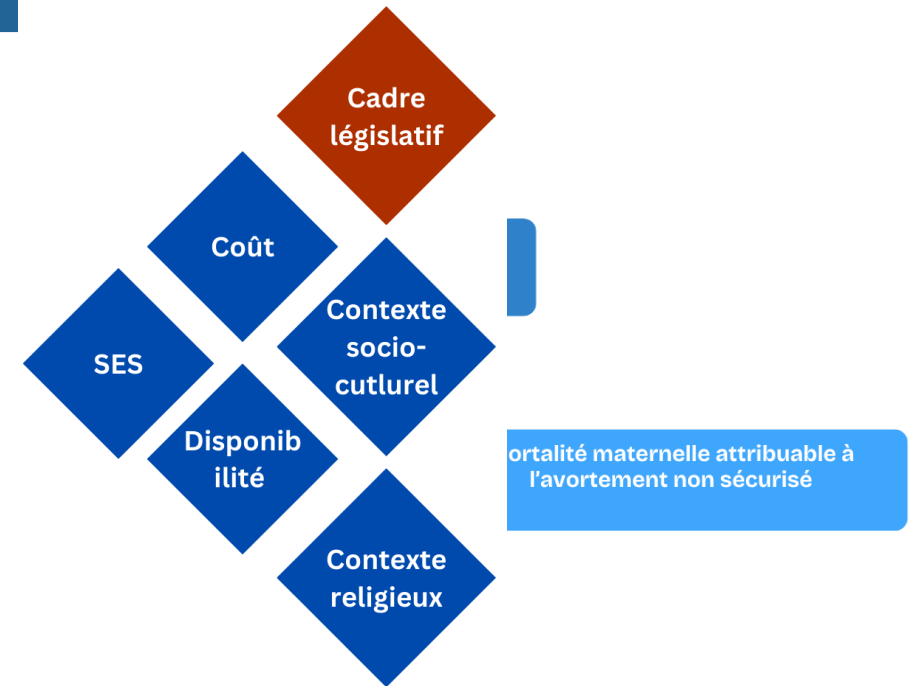 Cadre
législatif
Coût
Contexte
socio-
cutlurel
SES
Disponib
ilité
ortalité maternelle attribuable à
l'avortement non sécurisé
Contexte
religieux